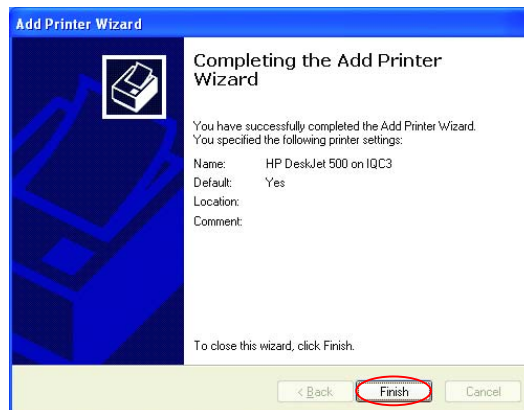 Add Printer Wizard
Completing the Add Printer
Wizard
You have successfully completed the Add Printer Wizard.
You specified the following printer settings:
Name: HP DeskJet 500 on IQC3
Default: Yes
Location:
Comment:
To close this wizard, click Finish.
< Back Finish Cancel